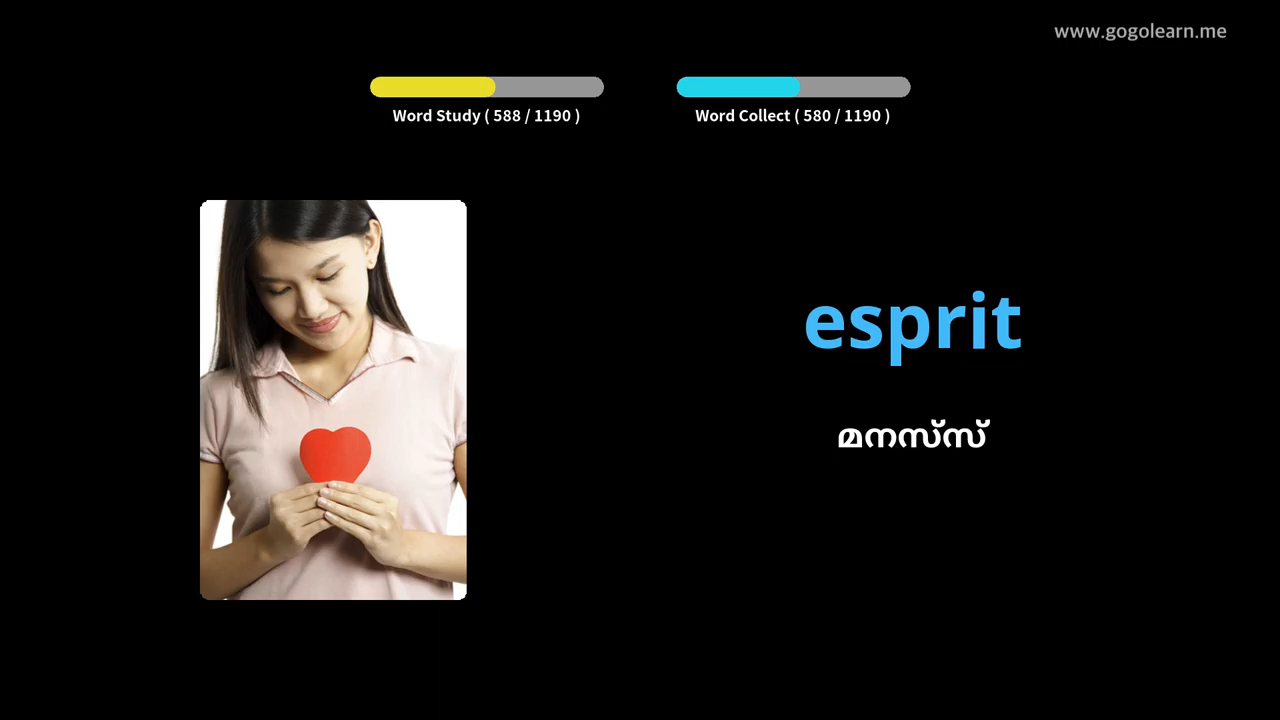 www.gogolearn.me
Word Study ( 588 / 1190 )
Word Collect ( 580 / 1190 )
esprit
മനസ്സ്